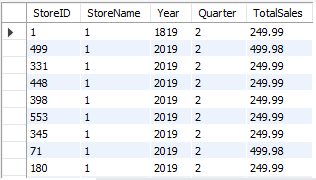 StoreID StoreName Year Quarter TotalSales
1 1 1819 2 249.99
499 1 2019 2 499.98
331 1 2019 2 249.99
448 1 2019 2 249.99
398 1 2019 2 249.99
553 1 2019 2 249.99
345 1 2019 2 249.99
71 1 2019 2 499.98
180 1 2019 2 249.99